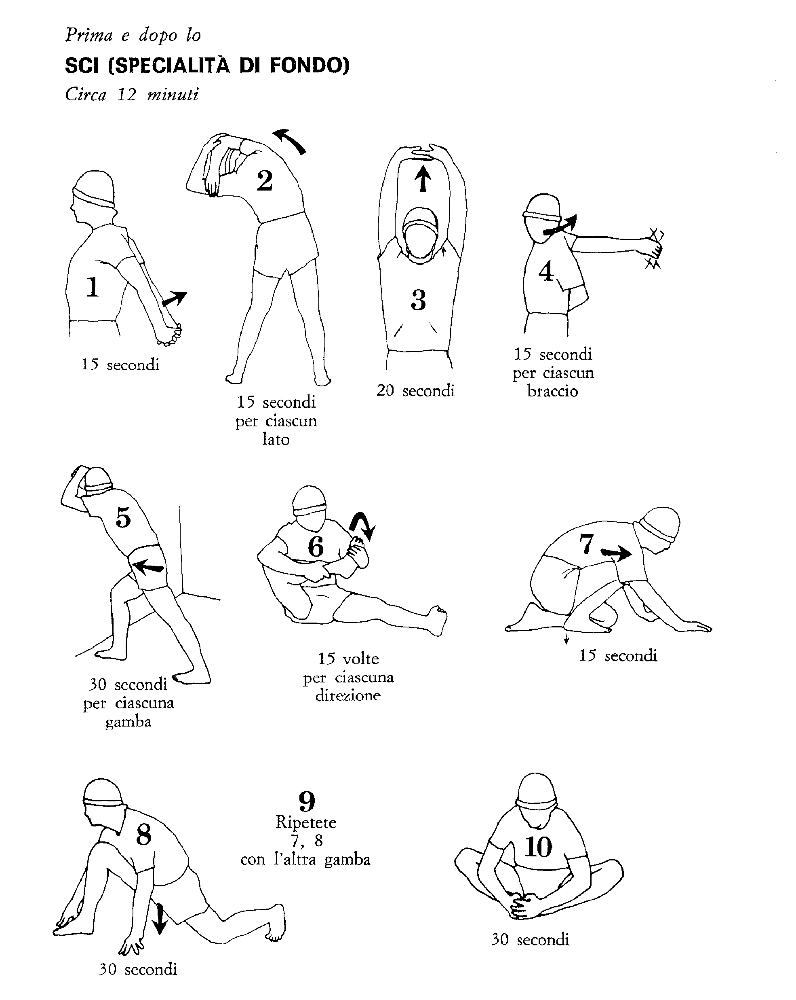 Prima e dopo lo
SCI (SPECIALITÀ DI FONDO)
Circa 12 minuti
1
15 secondi
2
15 secondi
per ciascun
lato
3
20 secondi
4
15 secondi
per ciascun
braccio
5
30 secondi
per ciascuna
gamba
6
15 volte
per ciascuna
direzione
7
15 secondi
8
30 secondi
9
Ripetete
7, 8
con l'altra gamba
10
30 secondi